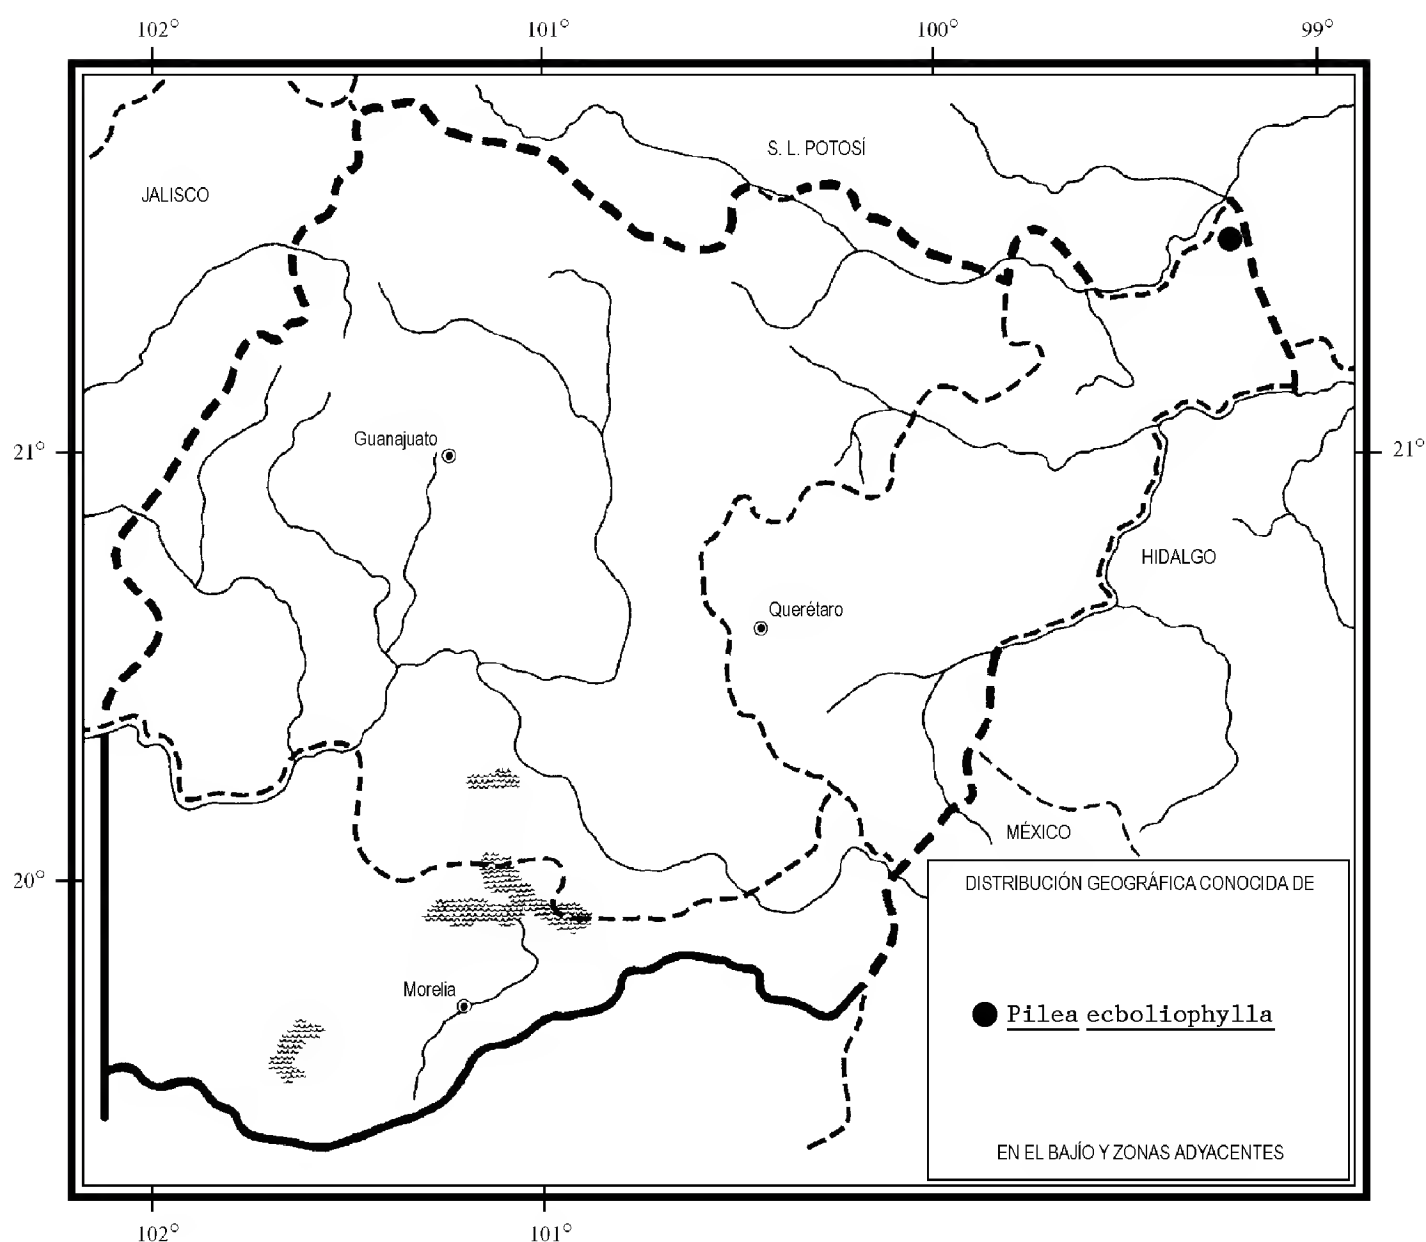 102° 101° 100° 99°
S. L. POTOSÍ
JALISCO
Guanajuato
21° 21°
HIDALGO
Querétaro
MÉXICO
20°
DISTRIBUCIÓN GEOGRÁFICA CONOCIDA DE
Morelia
Pilea ecboliophylla
EN EL BAJÍO Y ZONAS ADYACENTES
102° 101°